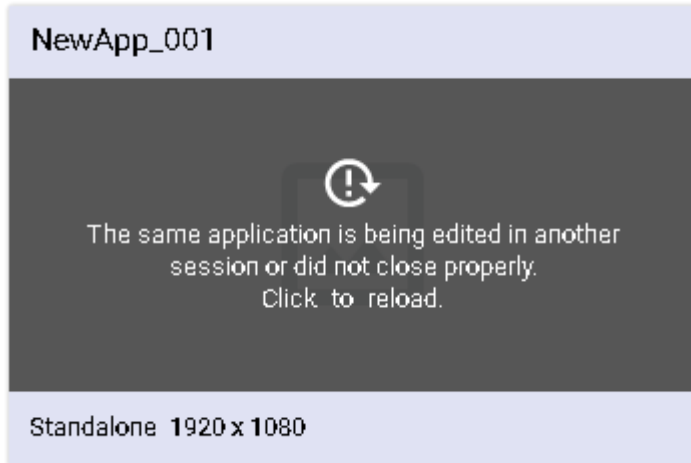 NewApp_001
The same application is being edited in another
session or did not close properly.
Click to reload.
Standalone 1920 x 1080